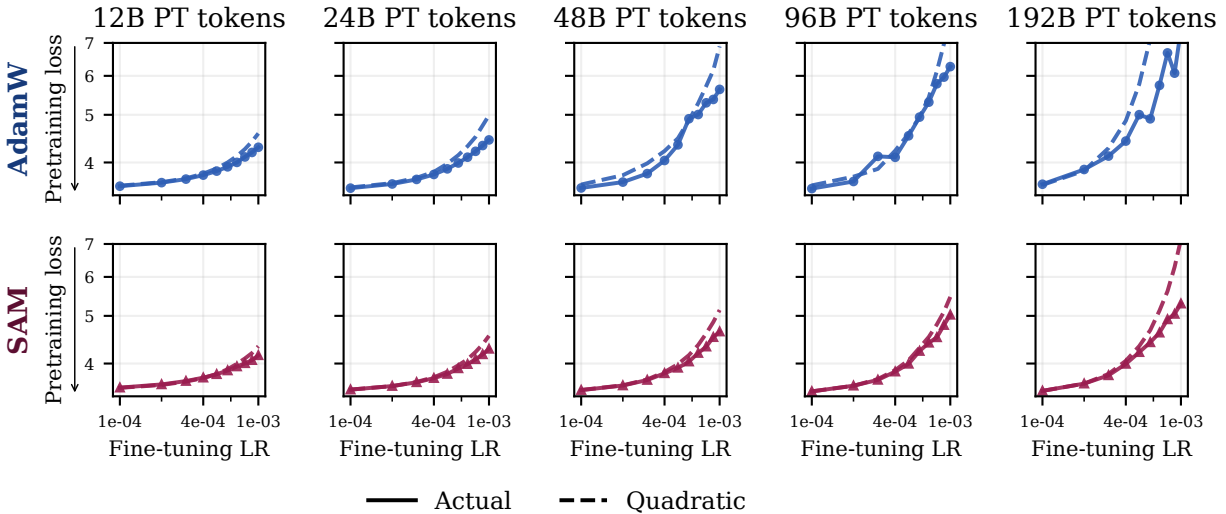 12B PT tokens
24B PT tokens
48B PT tokens
96B PT tokens
192B PT tokens
AdamW
Pretraining loss
7
6
5
4
SAM
Pretraining loss
7
6
5
4
1e-04
4e-04
1e-03
1e-04
4e-04
1e-03
1e-04
4e-04
1e-03
1e-04
4e-04
1e-03
1e-04
4e-04
1e-03
Fine-tuning LR
Fine-tuning LR
Fine-tuning LR
Fine-tuning LR
Fine-tuning LR
Actual
Quadratic